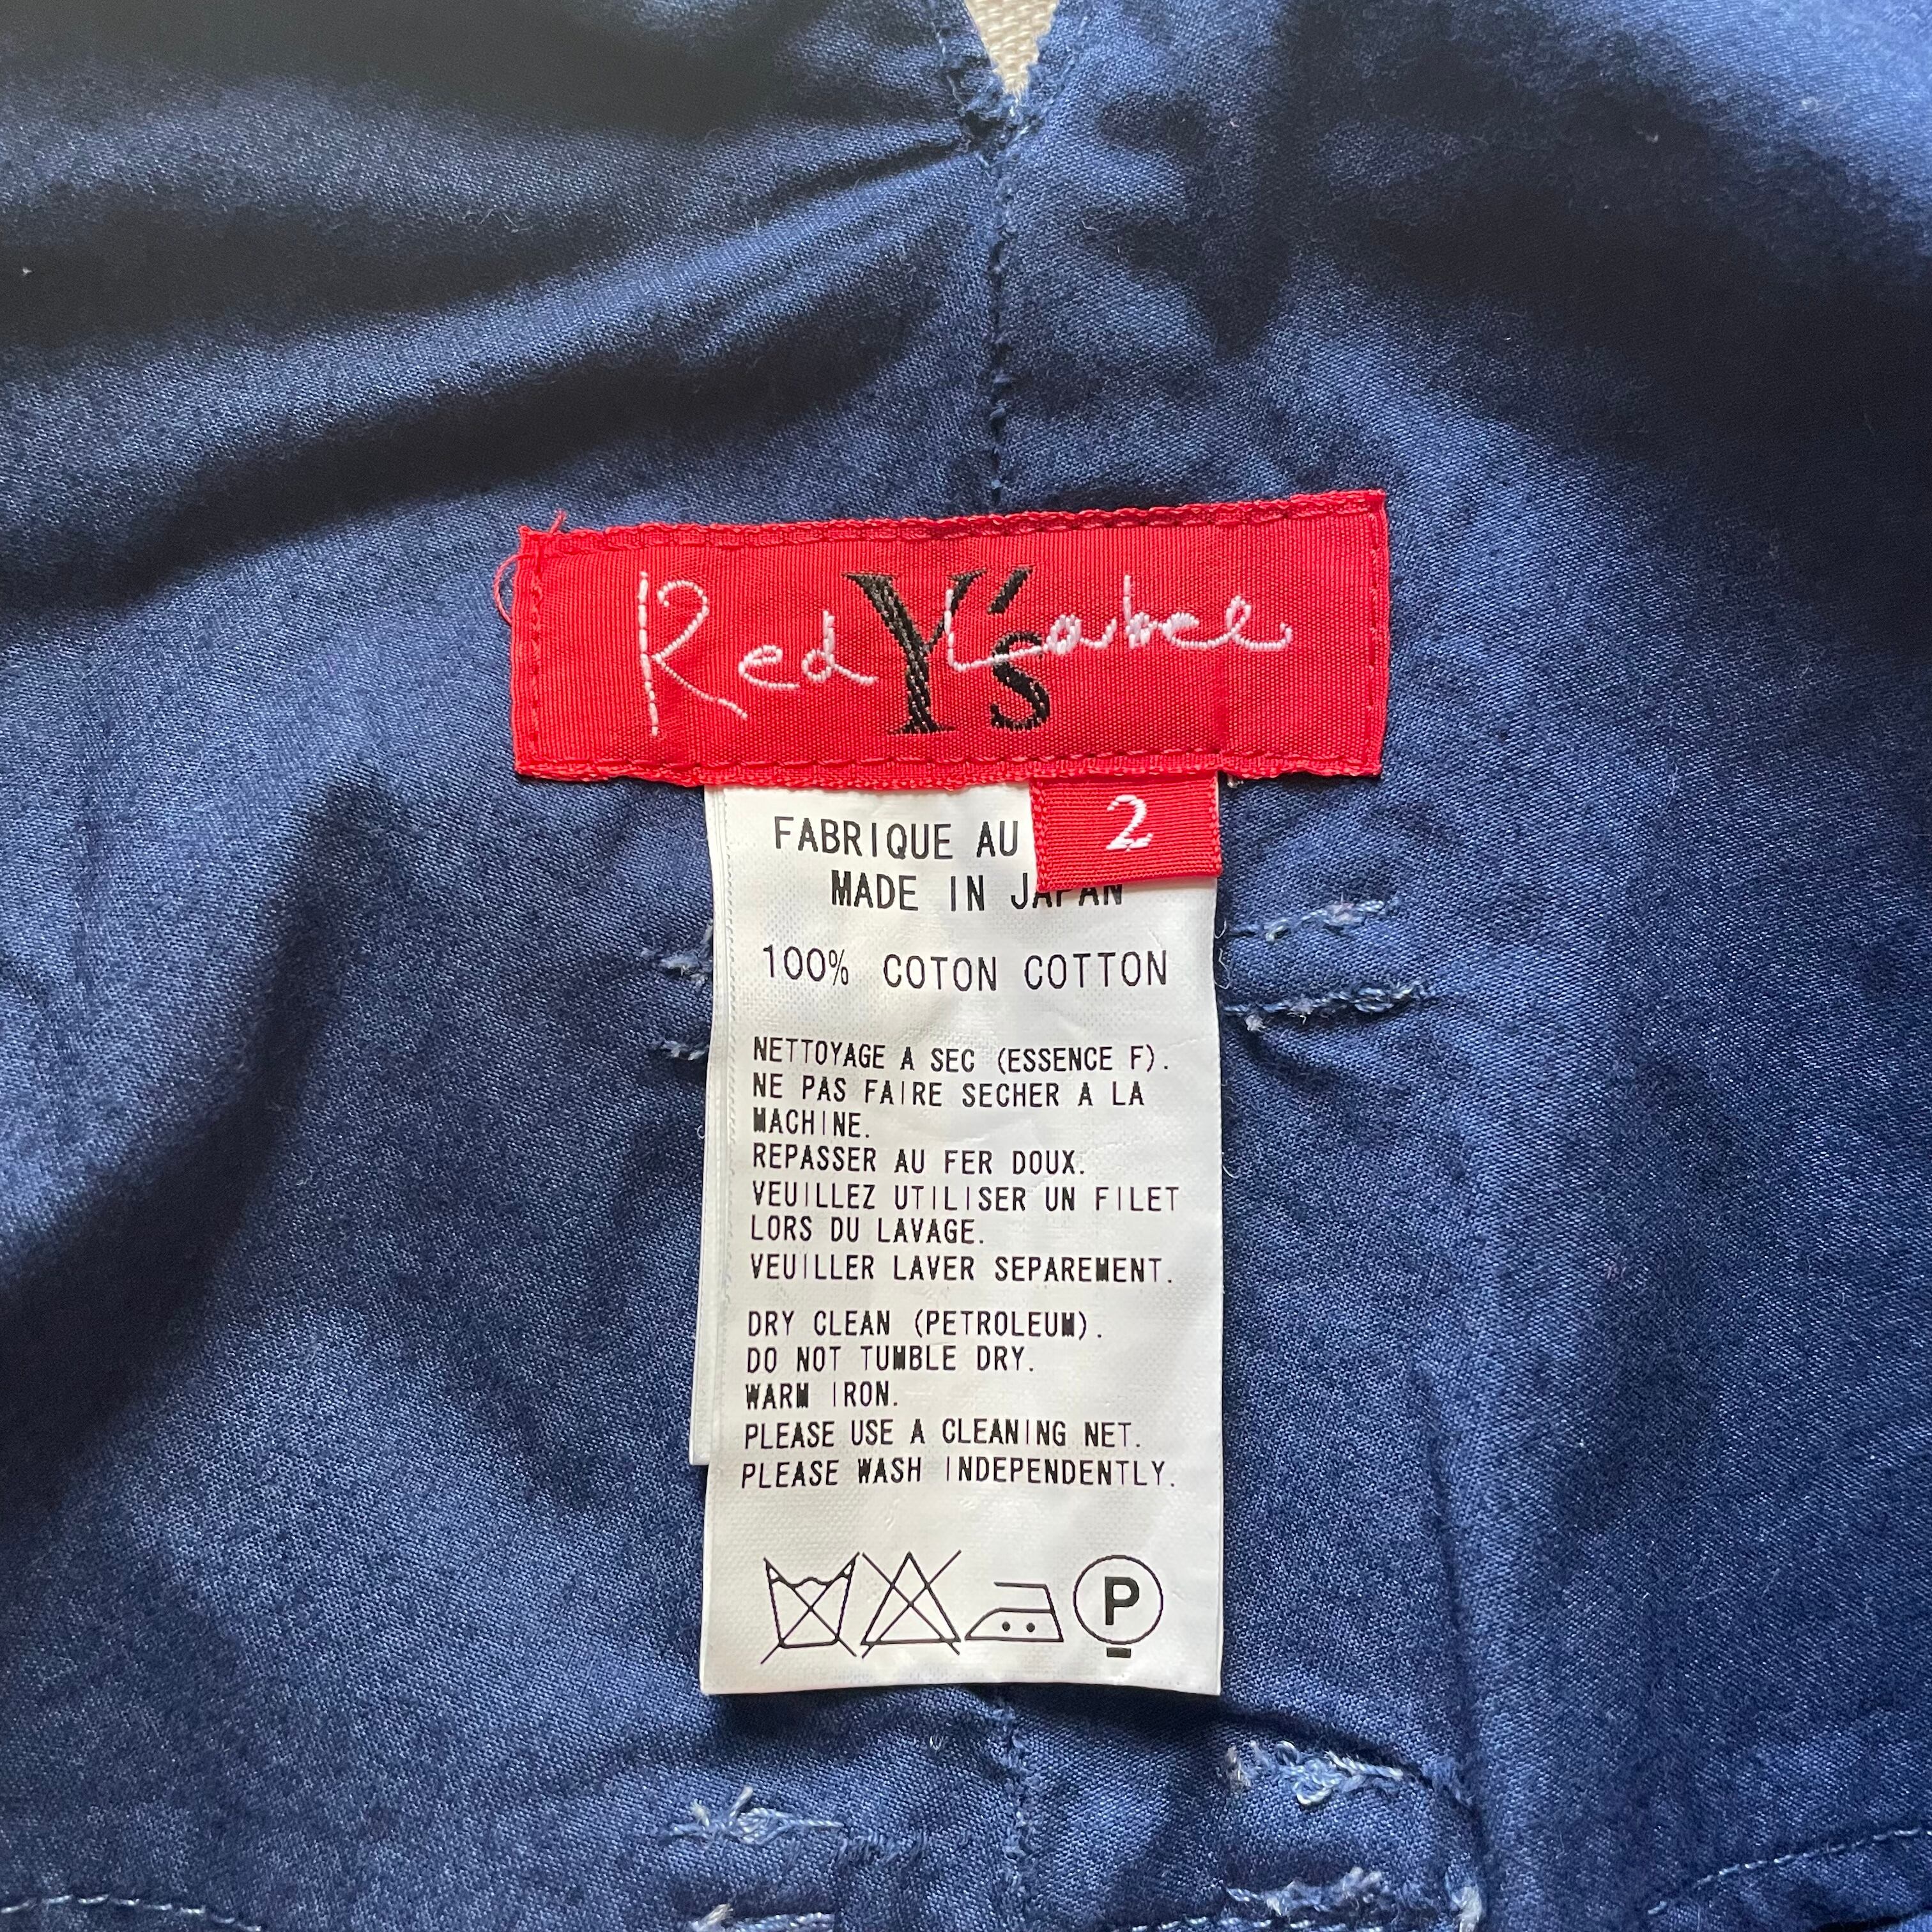 Red Y's Label
2
FABRIQUE AU
MADE IN JAPAN
100% COTON COTTON
NETTOYAGE A SEC (ESSENCE F).
NE PAS FAIRE SECHER A LA
MACHINE.
REPASSER AU FER DOUX.
VEUILLEZ UTILISER UN FILET
LORS DU LAVAGE.
VEUILLER LAVER SEPAREMENT.
DRY CLEAN (PETROLEUM).
DO NOT TUMBLE DRY.
WARM IRON.
PLEASE USE A CLEANING NET.
PLEASE WASH INDEPENDENTLY.
P